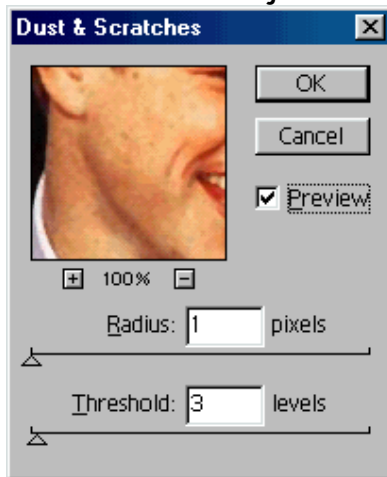 Dust & Scratches
OK
Cancel
Preview
100%
Radius: 1 pixels
Threshold: 3 levels